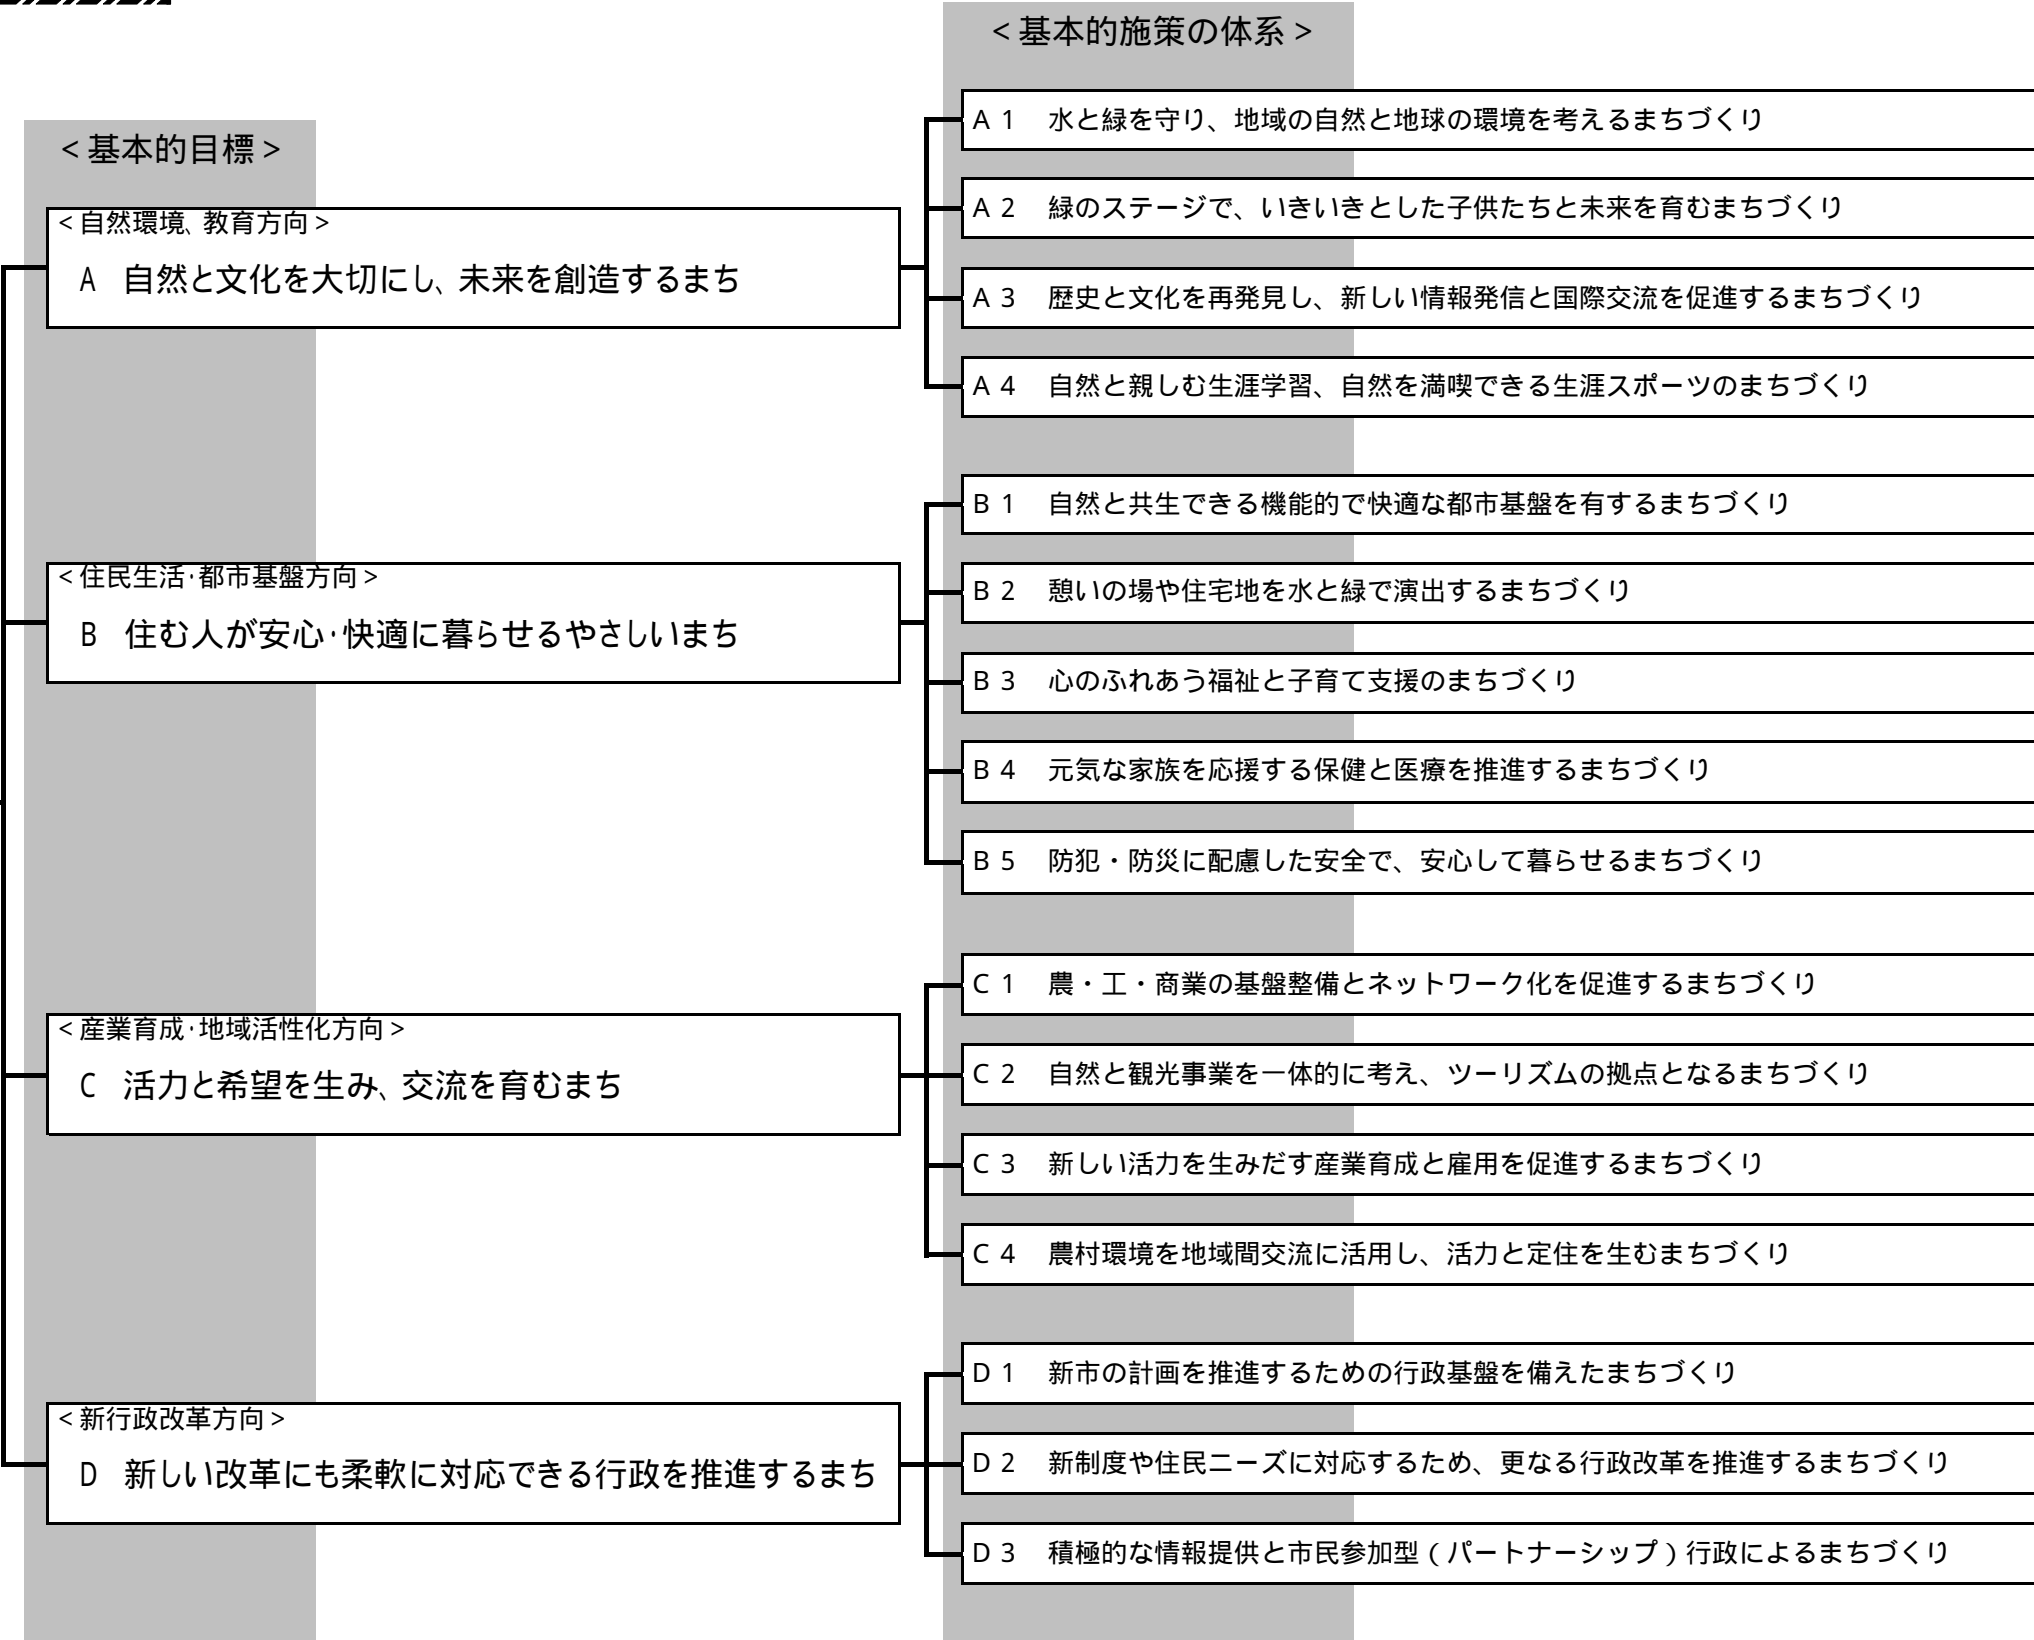 <基本的目標>
<自然環境、教育方向>
A 自然と文化を大切にし、未来を創造するまち
<住民生活・都市基盤方向>
B 住む人が安心・快適に暮らせるやさしいまち
<産業育成・地域活性化方向>
C 活力と希望を生み、交流を育むまち
<新行政改革方向>
D 新しい改革にも柔軟に対応できる行政を推進するまち
<基本的施策の体系>
A1 水と緑を守り、地域の自然と地球の環境を考えるまちづくり
A2 緑のステージで、いきいきとした子供たちと未来を育むまちづくり
A3 歴史と文化を再発見し、新しい情報発信と国際交流を促進するまちづくり
A4 自然と親しむ生涯学習、自然を満喫できる生涯スポーツのまちづくり
B1 自然と共生できる機能的で快適な都市基盤を有するまちづくり
B2 憩いの場や住宅地を水と緑で演出するまちづくり
B3 心のふれあう福祉と子育て支援のまちづくり
B4 元気な家族を応援する保健と医療を推進するまちづくり
B5 防犯・防災に配慮した安全で、安心して暮らせるまちづくり
C1 農・工・商業の基盤整備とネットワーク化を促進するまちづくり
C2 自然と観光事業を一体的に考え、ツーリズムの拠点となるまちづくり
C3 新しい活力を生みだす産業育成と雇用を促進するまちづくり
C4 農村環境を地域間交流に活用し、活力と定住を生むまちづくり
D1 新市の計画を推進するための行政基盤を備えたまちづくり
D2 新制度や住民ニーズに対応するため、更なる行政改革を推進するまちづくり
D3 積極的な情報提供と市民参加型(パートナーシップ)行政によるまちづくり